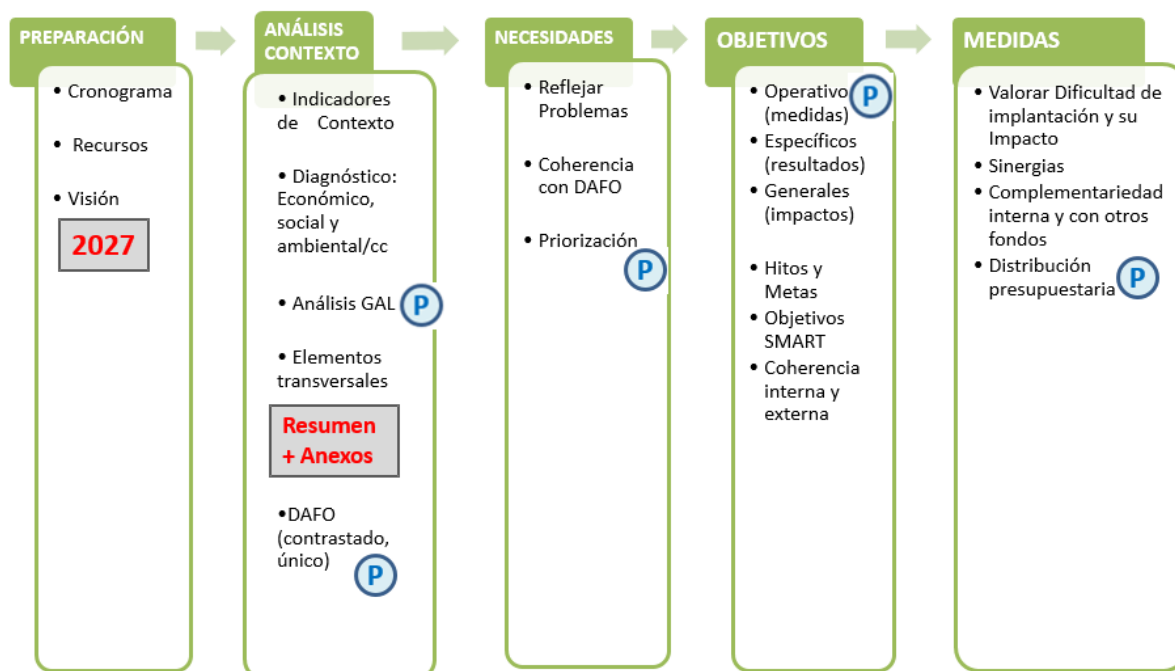 PREPARACIÓN
• Cronograma
• Recursos
• Visión
2027
ANÁLISIS
CONTEXTO
• Indicadores
de Contexto
• Diagnóstico:
Económico,
social y
ambiental/cc
• Análisis GAL
P
• Elementos
transversales
Resumen
+ Anexos
•DAFO
(contrastado,
único)
P
NECESIDADES
• Reflejar
Problemas
• Coherencia
con DAFO
• Priorización
P
OBJETIVOS
• Operativo
(medidas)
P
• Específicos
(resultados)
• Generales
(impactos)
• Hitos y
Metas
• Objetivos
SMART
• Coherencia
interna y
externa
MEDIDAS
• Valorar Dificultad de
implantación y su
Impacto
• Sinergias
• Complementariedad
interna y con otros
fondos
• Distribución
presupuestaria
P